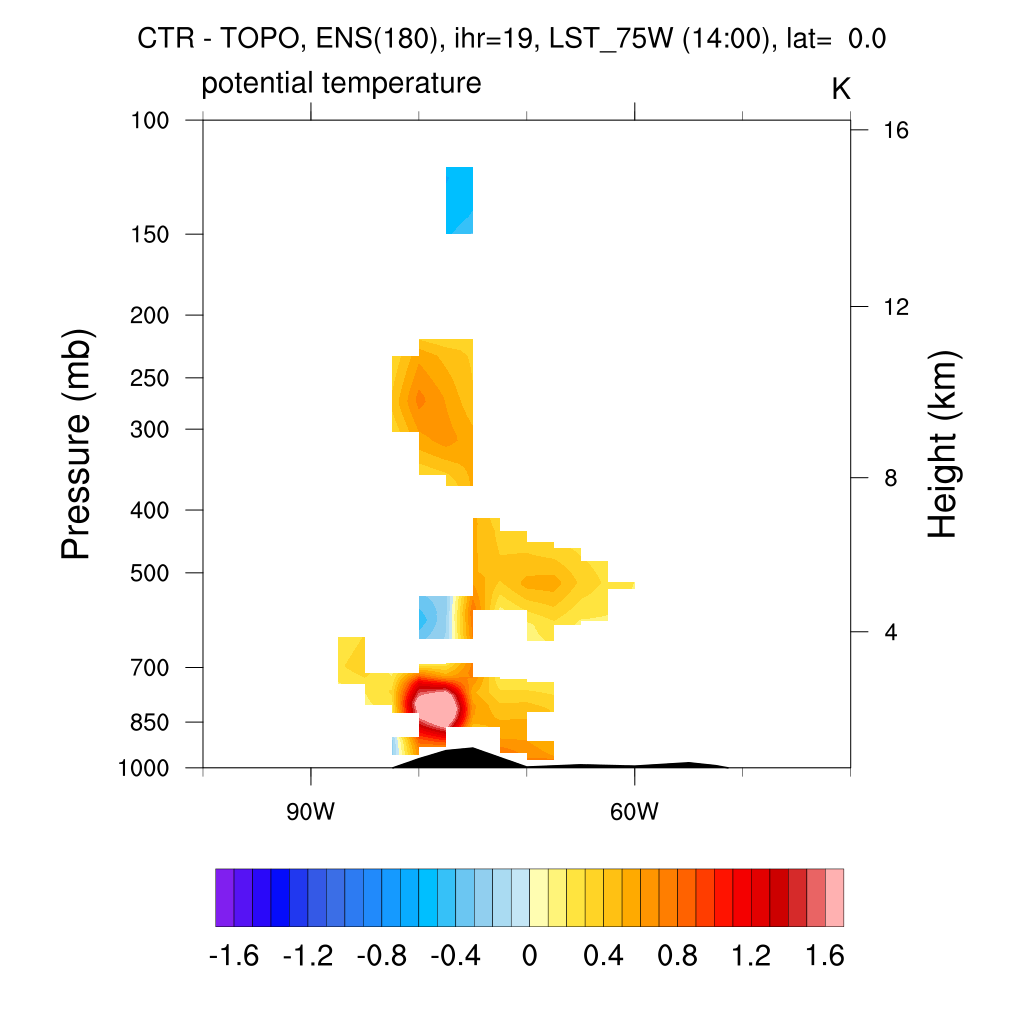 CTR - TOPO, ENS(180), ihr=19, LST_75W (14:00), lat=  0.0
potential temperature
K
100
150
200
250
300
400
500
700
850
1000
Pressure (mb)
16
12
8
4
Height (km)
90W
60W
-1.6 -1.2 -0.8 -0.4 0 0.4 0.8 1.2 1.6